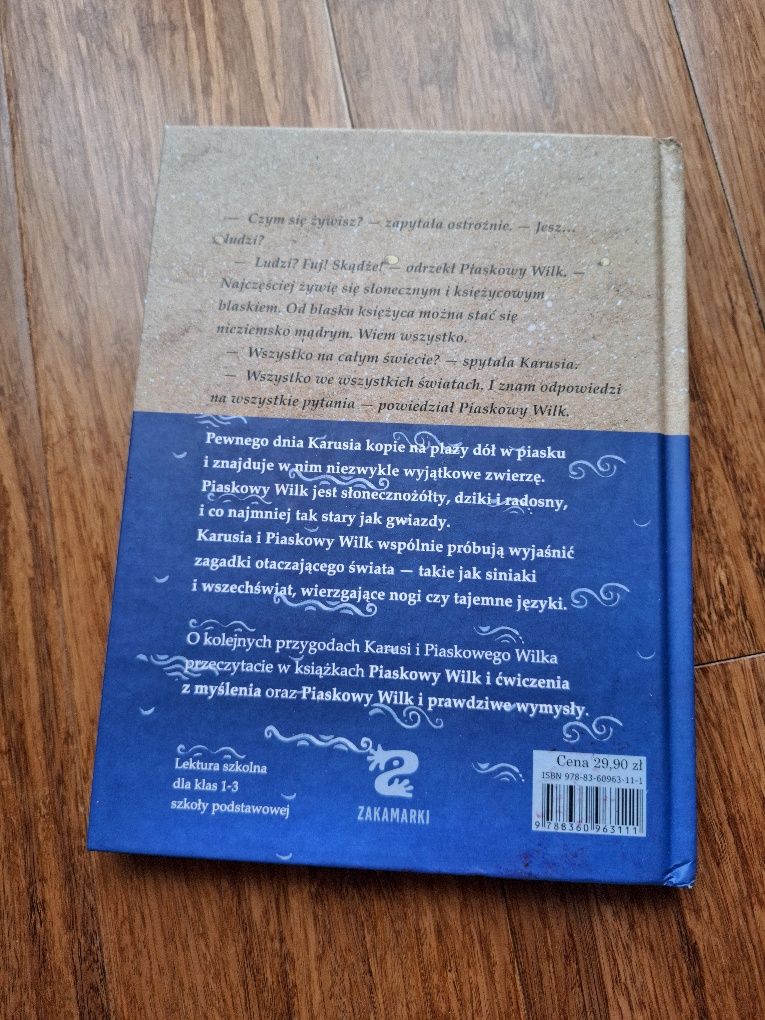 — Czym się żywisz? — zapytała ostrożnie. — Jesz...
ludzi?
— Ludzi? Fuj! Skądże! — odrzekł Piaskowy Wilk. —
Najczęściej żywię się słonecznym i księżycowym
blaskiem. Od blasku księżyca można stać się
nieziemsko mądrym. Wiem wszystko.
— Wszystko na całym świecie? — spytała Karusia.
— Wszystko we wszystkich światach. I znam odpowiedzi
na wszystkie pytania — powiedział Piaskowy Wilk.
Pewnego dnia Karusia kopie na plaży dół w piasku
i znajduje w nim niezwykle wyjątkowe zwierzę.
Piaskowy Wilk jest słonecznożółty, dziki i radosny,
i co najmniej tak stary jak gwiazdy.
Karusia i Piaskowy Wilk wspólnie próbują wyjaśnić
zagadki otaczającego świata — takie jak siniaki
i wszechświat, wierzgające nogi czy tajemne języki.
O kolejnych przygodach Karusi i Piaskowego Wilka
przeczytacie w książkach Piaskowy Wilk i ćwiczenia
z myślenia oraz Piaskowy Wilk i prawdziwe wymysły.
Lektura szkolna
dla klas 1-3
szkoły podstawowej
ZAKAMARKI
Cena 29,90 zł
ISBN 978-83-60963-11-1
9 788360 963111